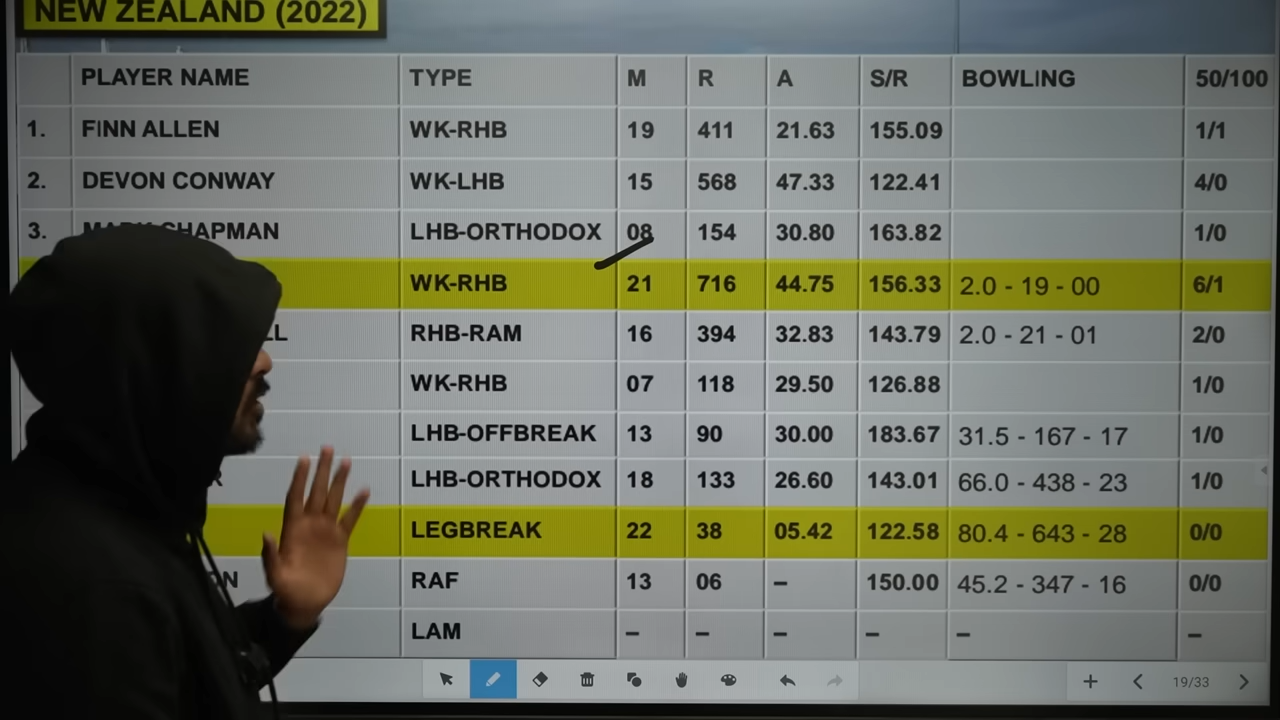 NEW ZEALAND (2022)
PLAYER NAME TYPE M R A S/R BOWLING 50/100
1. FINN ALLEN WK-RHB 19 411 21.63 155.09 1/1
2. DEVON CONWAY WK-LHB 15 568 47.33 122.41 4/0
3. MARK CHAPMAN LHB-ORTHODOX 08 154 30.80 163.82 1/0
WK-RHB 21 716 44.75 156.33 2.0 - 19 - 00 6/1
LL RHB-RAM 16 394 32.83 143.79 2.0 - 21 - 01 2/0
WK-RHB 07 118 29.50 126.88 1/0
LHB-OFFBREAK 13 90 30.00 183.67 31.5 - 167 - 17 1/0
R LHB-ORTHODOX 18 133 26.60 143.01 66.0 - 438 - 23 1/0
LEGBREAK 22 38 05.42 122.58 80.4 - 643 - 28 0/0
ON RAF 13 06 – 150.00 45.2 - 347 - 16 0/0
LAM – – – – – –
19/33